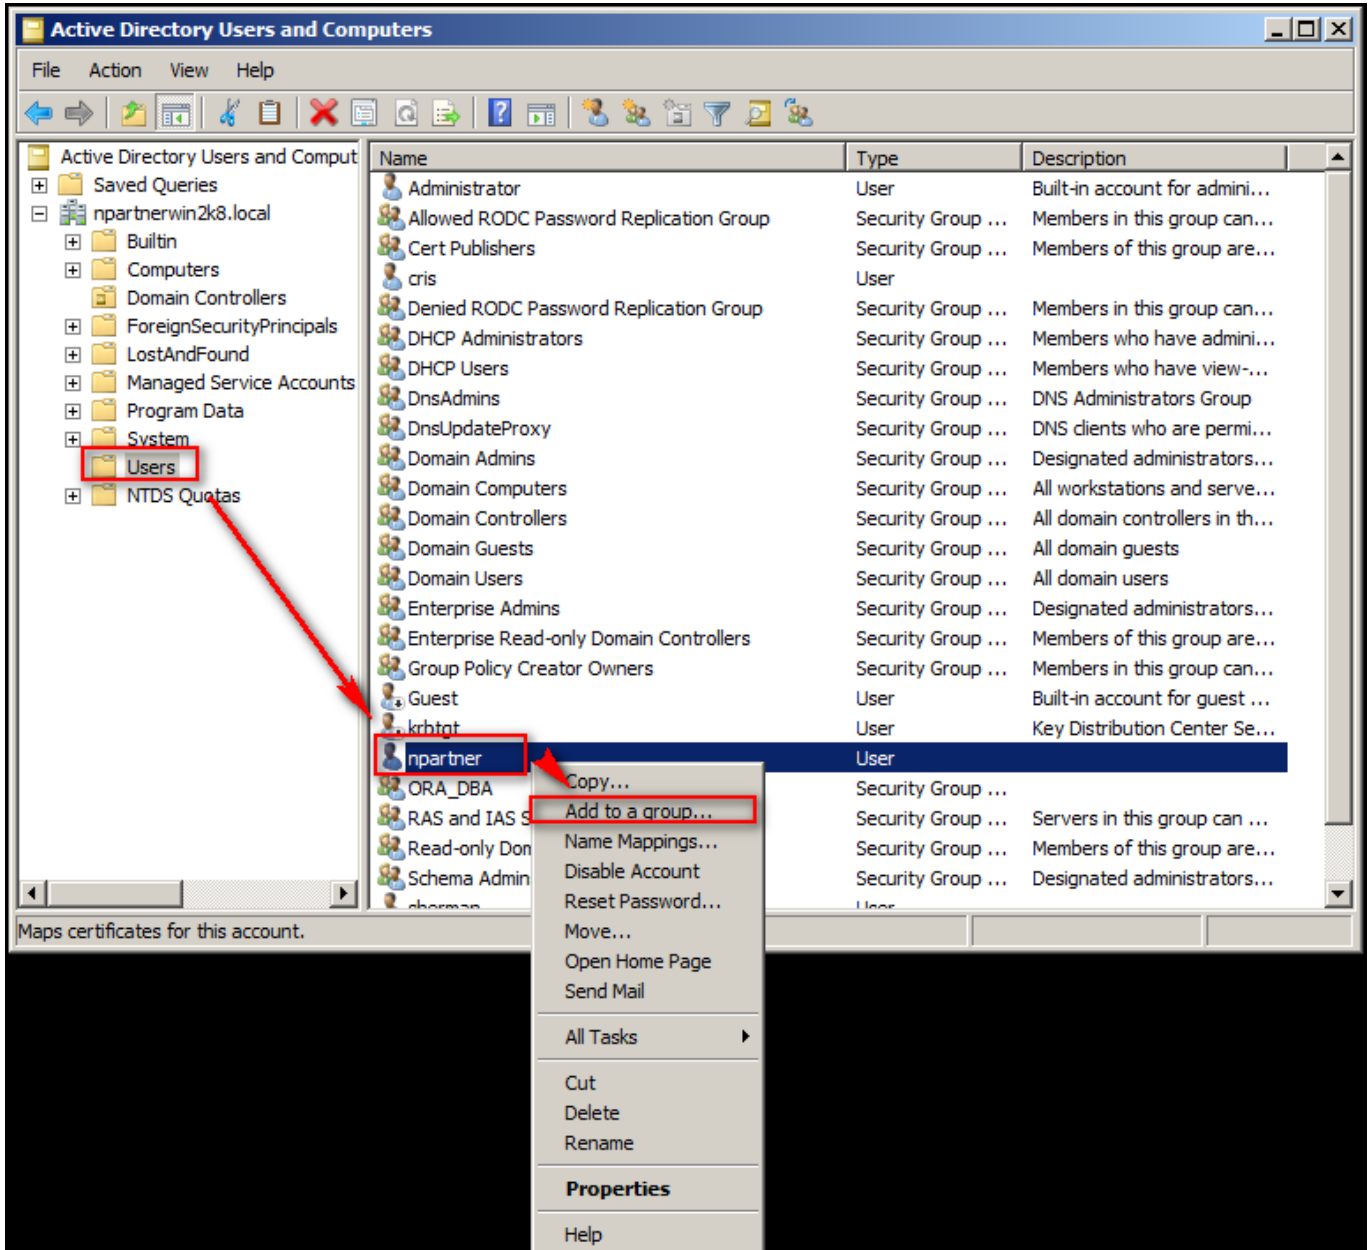 Active Directory Users and Computers
File Action View Help
Active Directory Users and Comput
Saved Queries
npartnerwin2k8.local
Builtin
Computers
Domain Controllers
ForeignSecurityPrincipals
LostAndFound
Managed Service Accounts
Program Data
System
Users
NTDS Quotas
Name Type Description
Administrator User Built-in account for admini...
Allowed RODC Password Replication Group Security Group ... Members in this group can...
Cert Publishers Security Group ... Members of this group are...
cris User
Denied RODC Password Replication Group Security Group ... Members in this group can...
DHCP Administrators Security Group ... Members who have admini...
DHCP Users Security Group ... Members who have view-...
DnsAdmins Security Group ... DNS Administrators Group
DnsUpdateProxy Security Group ... DNS clients who are permi...
Domain Admins Security Group ... Designated administrators...
Domain Computers Security Group ... All workstations and serve...
Domain Controllers Security Group ... All domain controllers in th...
Domain Guests Security Group ... All domain guests
Domain Users Security Group ... All domain users
Enterprise Admins Security Group ... Designated administrators...
Enterprise Read-only Domain Controllers Security Group ... Members of this group are...
Group Policy Creator Owners Security Group ... Members in this group can...
Guest User Built-in account for guest ...
krbtgt User Key Distribution Center Se...
npartner User
ORA_DBA Security Group ...
RAS and IAS S Security Group ... Servers in this group can ...
Read-only Dom Security Group ... Members of this group are...
Schema Admin Security Group ... Designated administrators...
sherman User
Maps certificates for this account.
Copy...
Add to a group...
Name Mappings...
Disable Account
Reset Password...
Move...
Open Home Page
Send Mail
All Tasks
Cut
Delete
Rename
Properties
Help